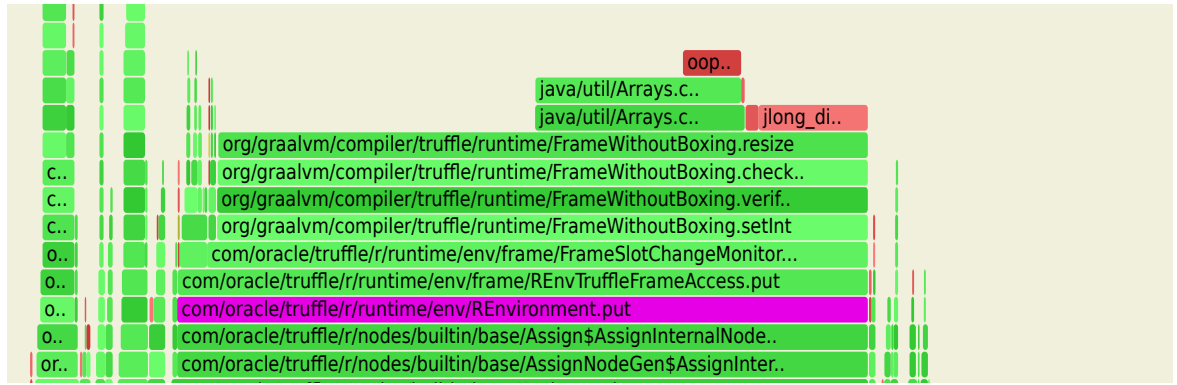 oop..
java/util/Arrays.c..
java/util/Arrays.c.. jlong_di..
org/graalvm/compiler/truffle/runtime/FrameWithoutBoxing.resize
c.. org/graalvm/compiler/truffle/runtime/FrameWithoutBoxing.check..
c.. org/graalvm/compiler/truffle/runtime/FrameWithoutBoxing.verif..
c.. org/graalvm/compiler/truffle/runtime/FrameWithoutBoxing.setInt
o.. com/oracle/truffle/r/runtime/env/frame/FrameSlotChangeMonitor...
o.. com/oracle/truffle/r/runtime/env/frame/REnvTruffleFrameAccess.put
o.. com/oracle/truffle/r/runtime/env/REnvironment.put
o.. com/oracle/truffle/r/nodes/builtin/base/Assign$AssignInternalNode..
or.. com/oracle/truffle/r/nodes/builtin/base/AssignNodeGen$AssignInter..